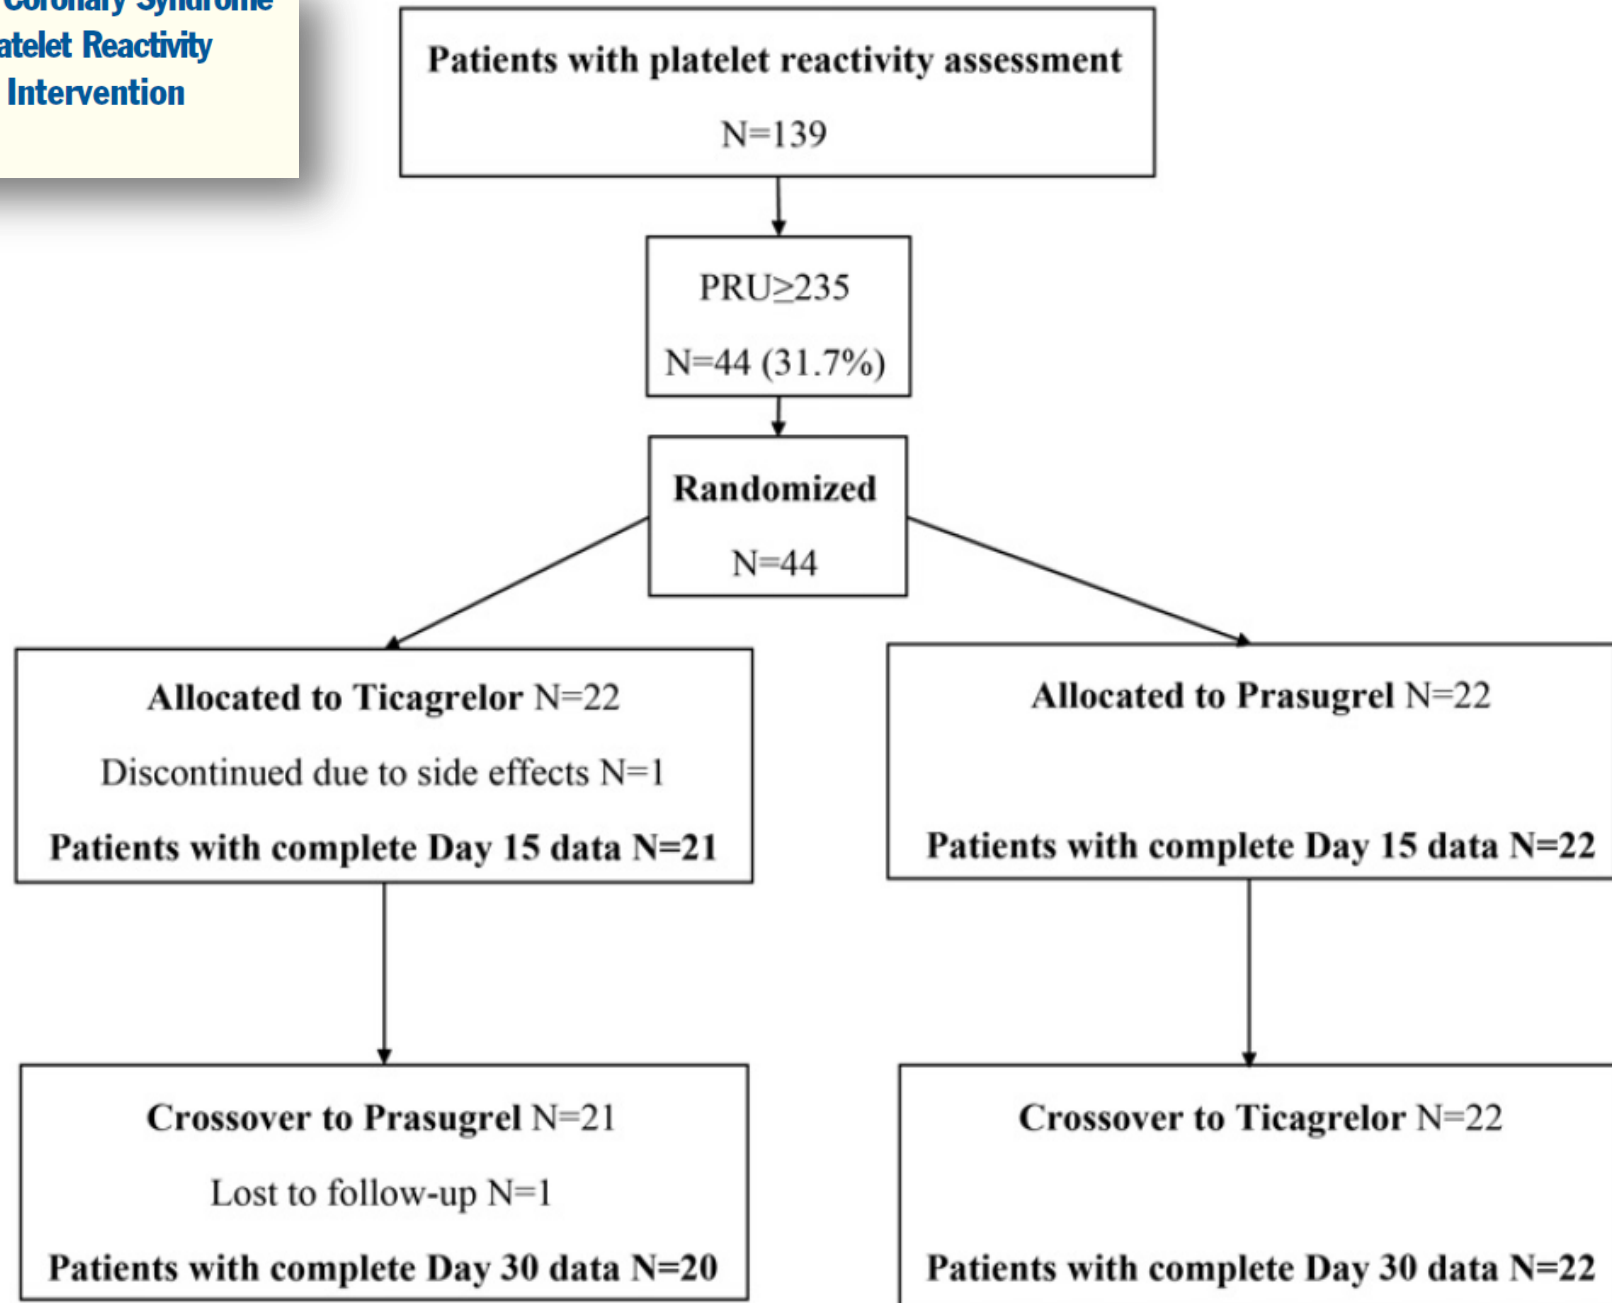 Coronary Syndrome
atelet Reactivity
Intervention
Patients with platelet reactivity assessment
N=139
PRU≥235
N=44 (31.7%)
Randomized
N=44
Allocated to Ticagrelor N=22
Discontinued due to side effects N=1
Patients with complete Day 15 data N=21
Allocated to Prasugrel N=22
Patients with complete Day 15 data N=22
Crossover to Prasugrel N=21
Lost to follow-up N=1
Patients with complete Day 30 data N=20
Crossover to Ticagrelor N=22
Patients with complete Day 30 data N=22